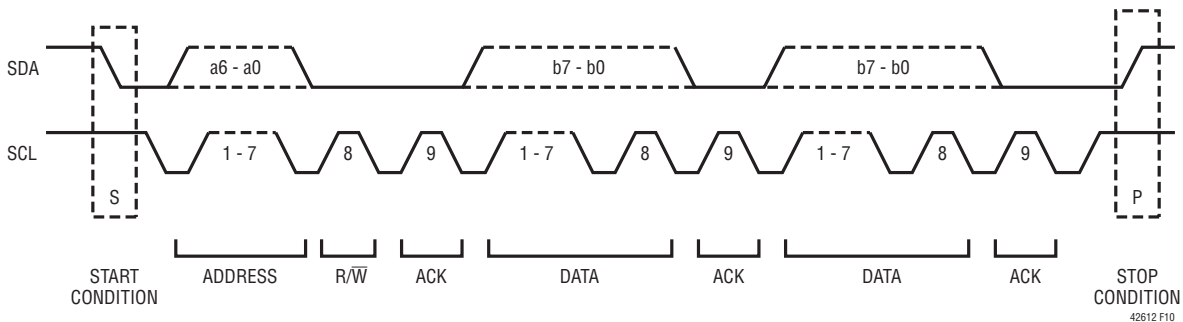 SDA
a6 - a0
b7 - b0
b7 - b0
SCL
1 - 7
8
9
1 - 7
8
9
1 - 7
8
9
S
P
START
CONDITION
ADDRESS
R/W̅
ACK
DATA
ACK
DATA
ACK
STOP
CONDITION
42612 F10